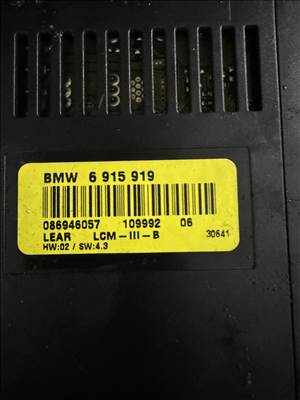 BMW 6 915 919
086946057 109992 06
LEAR LCM-III-B 30641
HW:02 / SW:4.3